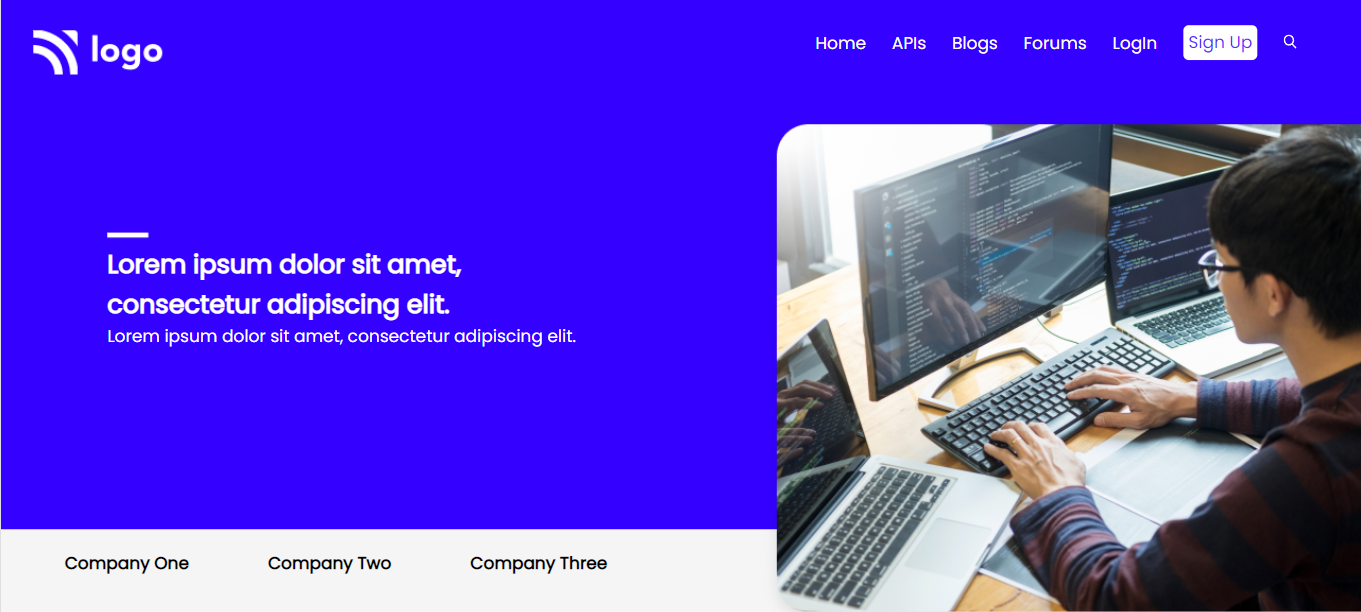 logo
Home APIs Blogs Forums LogIn Sign Up
Lorem ipsum dolor sit amet,
consectetur adipiscing elit.
Lorem ipsum dolor sit amet, consectetur adipiscing elit.
Company One Company Two Company Three